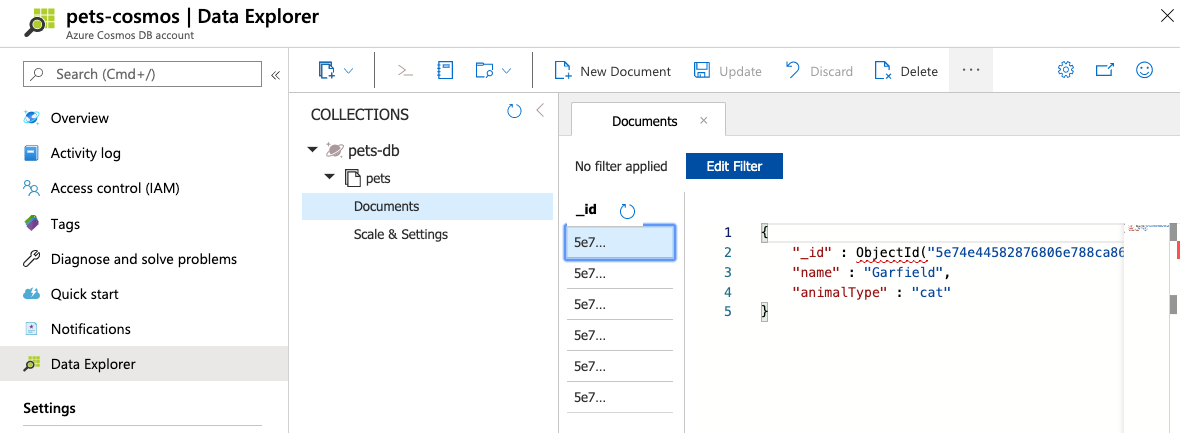 pets-cosmos | Data Explorer
Azure Cosmos DB account
Search (Cmd+/)
«
Overview
Activity log
Access control (IAM)
Tags
Diagnose and solve problems
Quick start
Notifications
Data Explorer
Settings
New Document
Update
Discard
Delete
...
COLLECTIONS
pets-db
pets
Documents
Scale & Settings
Documents
No filter applied
Edit Filter
_id
5e7...
5e7...
5e7...
5e7...
5e7...
5e7...
1 {
2 "_id" : ObjectId("5e74e44582876806e788ca86
3 "name" : "Garfield",
4 "animalType" : "cat"
5 }